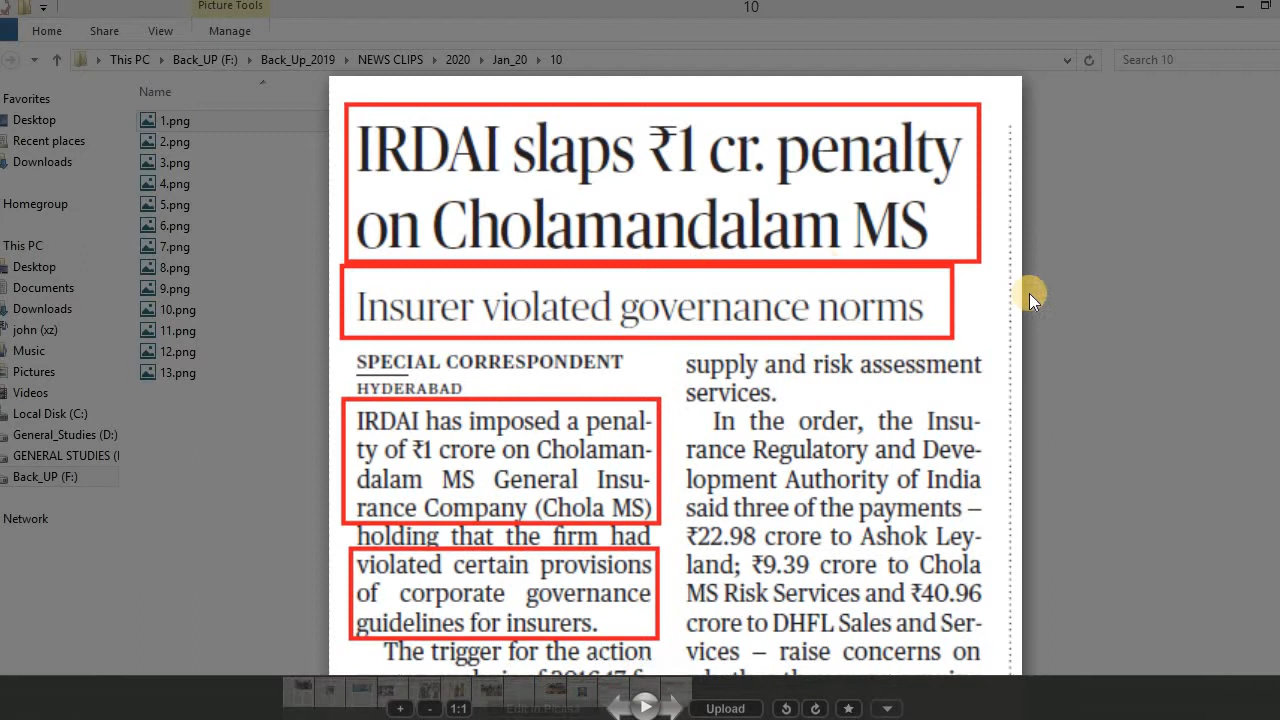 Picture Tools
10
Home
Share
View
Manage
This PC
Back_UP (F:)
Back_Up_2019
NEWS CLIPS
2020
Jan_20
10
Search 10
Name
Favorites
Desktop
Recent places
Downloads
Homegroup
This PC
Desktop
Documents
Downloads
john (xz)
Music
Pictures
Videos
Local Disk (C:)
General_Studies (D:)
GENERAL STUDIES (
Back_UP (F:)
Network
1.png
2.png
3.png
4.png
5.png
6.png
7.png
8.png
9.png
10.png
11.png
12.png
13.png
IRDAI slaps ₹1 cr. penalty
on Cholamandalam MS
Insurer violated governance norms
SPECIAL CORRESPONDENT
HYDERABAD
IRDAI has imposed a penal-
ty of ₹1 crore on Cholaman-
dalam MS General Insu-
rance Company (Chola MS)
holding that the firm had
violated certain provisions
of corporate governance
guidelines for insurers.
The trigger for the action
supply and risk assessment
services.
In the order, the Insu-
rance Regulatory and Deve-
lopment Authority of India
said three of the payments –
₹22.98 crore to Ashok Ley-
land; ₹9.39 crore to Chola
MS Risk Services and ₹40.96
crore to DHFL Sales and Ser-
vices – raise concerns on
Edit in Picasa
1:1
Upload